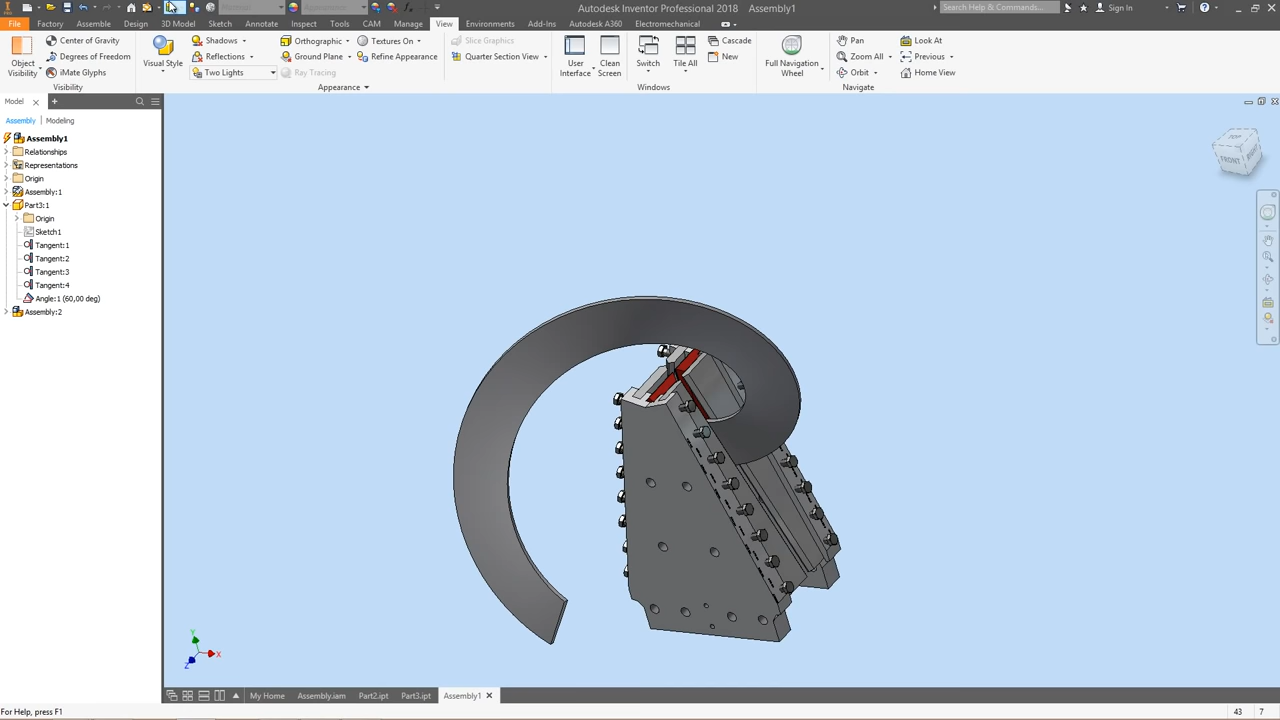 Autodesk Inventor Professional 2018 Assembly1
Search Help & Commands...
Sign In
File Factory Assemble Design 3D Model Sketch Annotate Inspect Tools CAM Manage View Environments Add-Ins Autodesk A360 Electromechanical
Object Visibility
Center of Gravity
Degrees of Freedom
iMate Glyphs
Visibility
Visual Style
Shadows
Reflections
Two Lights
Orthographic
Ground Plane
Ray Tracing
Textures On
Refine Appearance
Appearance
Slice Graphics
Quarter Section View
User Interface
Clean Screen
Switch
Tile All
Cascade
New
Windows
Full Navigation Wheel
Pan
Zoom All
Orbit
Look At
Previous
Home View
Navigate
Model
Assembly Modeling
Assembly1
Relationships
Representations
Origin
Assembly:1
Part3:1
Origin
Sketch1
Tangent:1
Tangent:2
Tangent:3
Tangent:4
Angle:1 (60,00 deg)
Assembly:2
FRONT
Y
X
Z
My Home Assembly.iam Part2.ipt Part3.ipt Assembly1
For Help, press F1
43 7